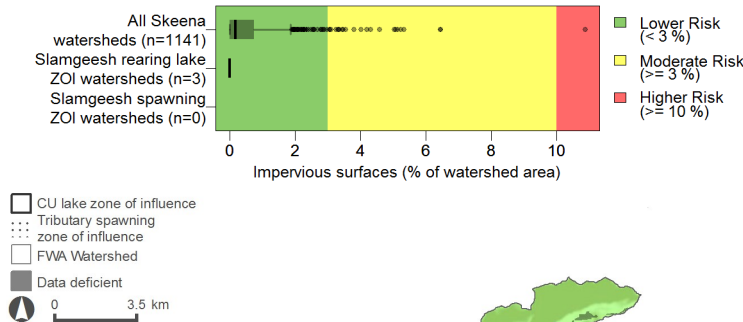 All Skeena
watersheds (n=1141)
Slamgeesh rearing lake
ZOI watersheds (n=3)
Slamgeesh spawning
ZOI watersheds (n=0)
0 2 4 6 8 10
Impervious surfaces (% of watershed area)
Lower Risk
(< 3 %)
Moderate Risk
(>= 3 %)
Higher Risk
(>= 10 %)
CU lake zone of influence
Tributary spawning
zone of influence
FWA Watershed
Data deficient
0 3.5 km